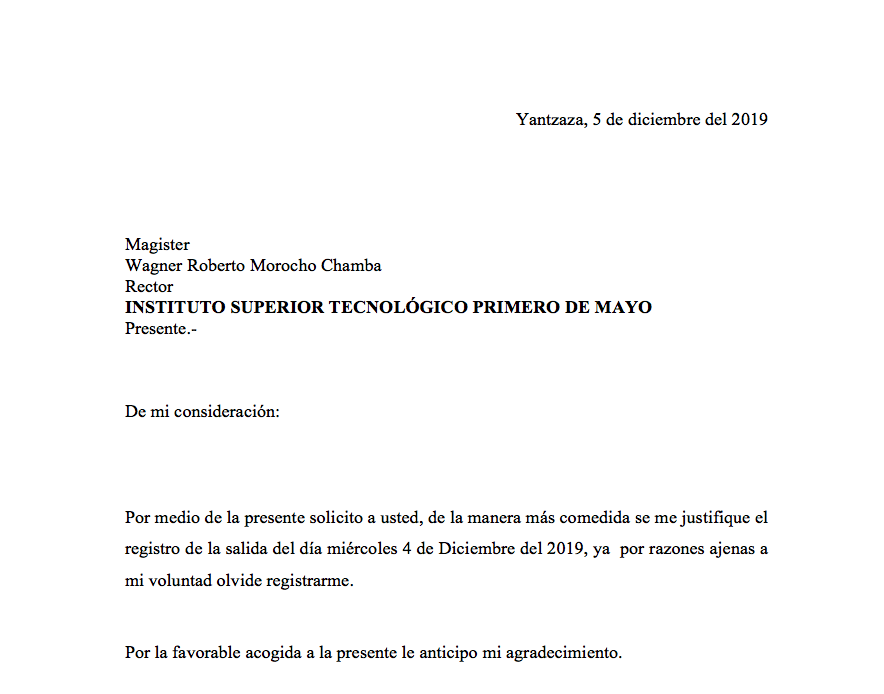 Yantzaza, 5 de diciembre del 2019
Magister
Wagner Roberto Morocho Chamba
Rector
INSTITUTO SUPERIOR TECNOLÓGICO PRIMERO DE MAYO
Presente.-
De mi consideración:
Por medio de la presente solicito a usted, de la manera más comedida se me justifique el
registro de la salida del día miércoles 4 de Diciembre del 2019, ya  por razones ajenas a
mi voluntad olvide registrarme.
Por la favorable acogida a la presente le anticipo mi agradecimiento.